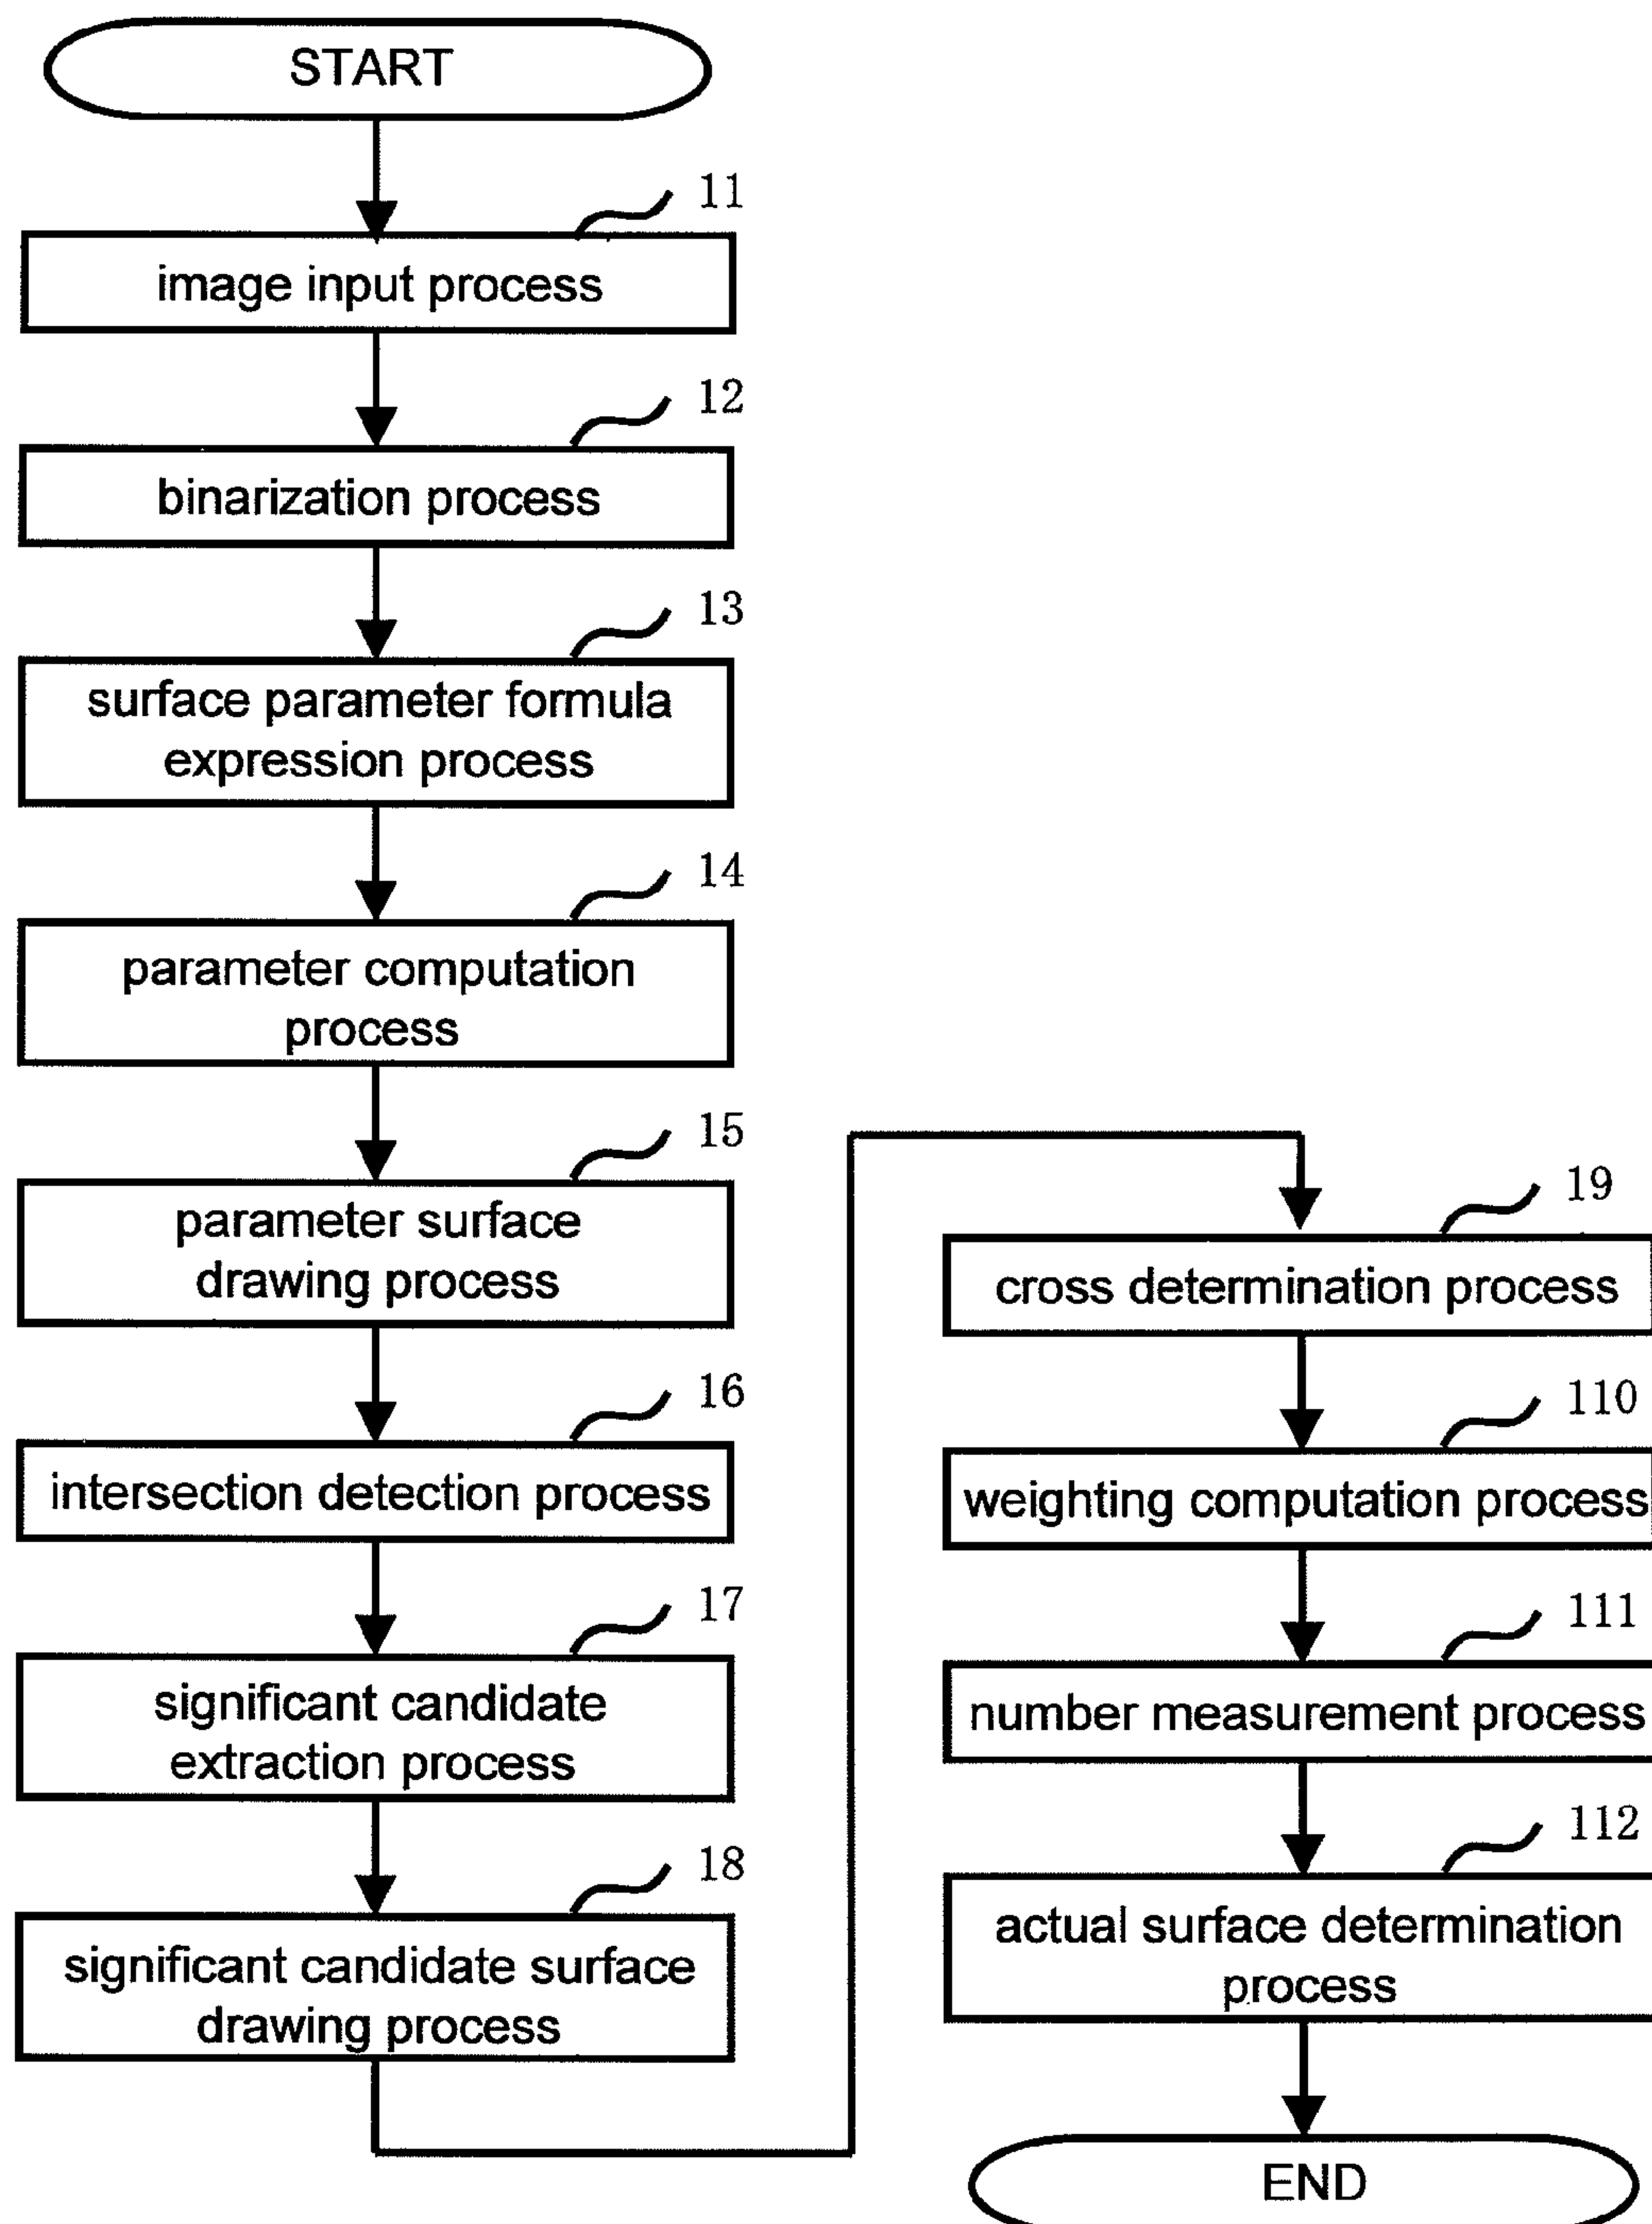 START
11
image input process
12
binarization process
13
surface parameter formula
expression process
14
parameter computation
process
15
parameter surface
drawing process
16
intersection detection process
17
significant candidate
extraction process
18
significant candidate surface
drawing process
19
cross determination process
110
weighting computation process
111
number measurement process
112
actual surface determination
process
END